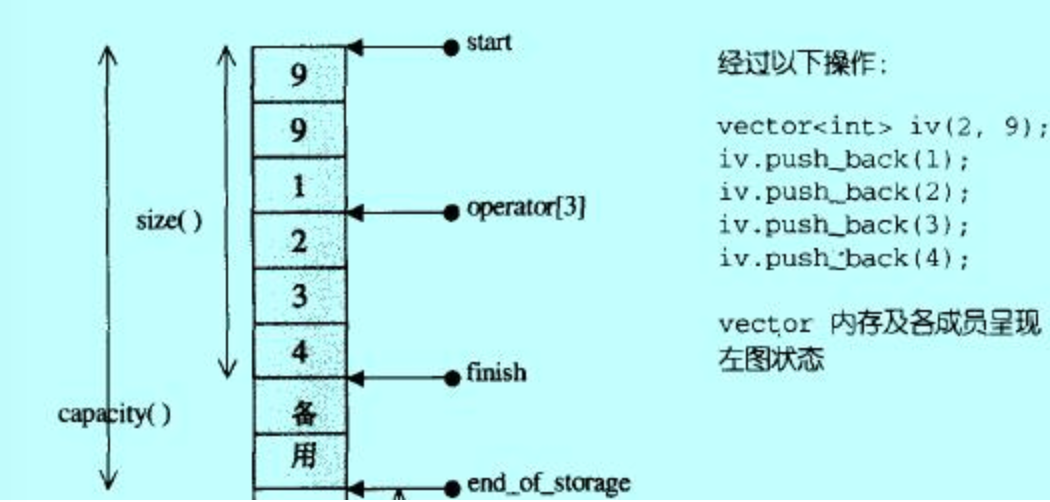 start
9
9
1
operator[3]
size( )
2
3
4
finish
capacity( )
备
用
end_of_storage
经过以下操作:
vector<int> iv(2, 9);
iv.push_back(1);
iv.push_back(2);
iv.push_back(3);
iv.push_back(4);
vector 内存及各成员呈现
左图状态